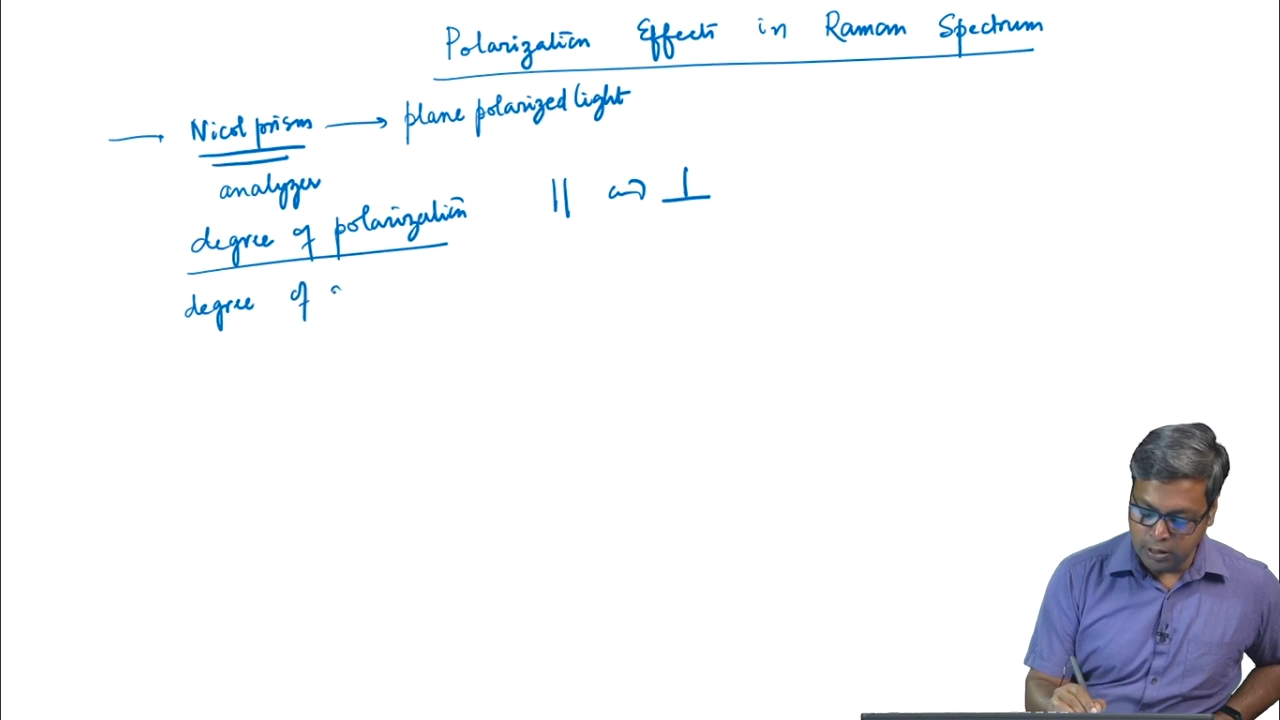 Polarization Effects in Raman Spectrum
→ Nicol prism → plane polarized light
analyzer
degree of polarization || and ⊥
degree of